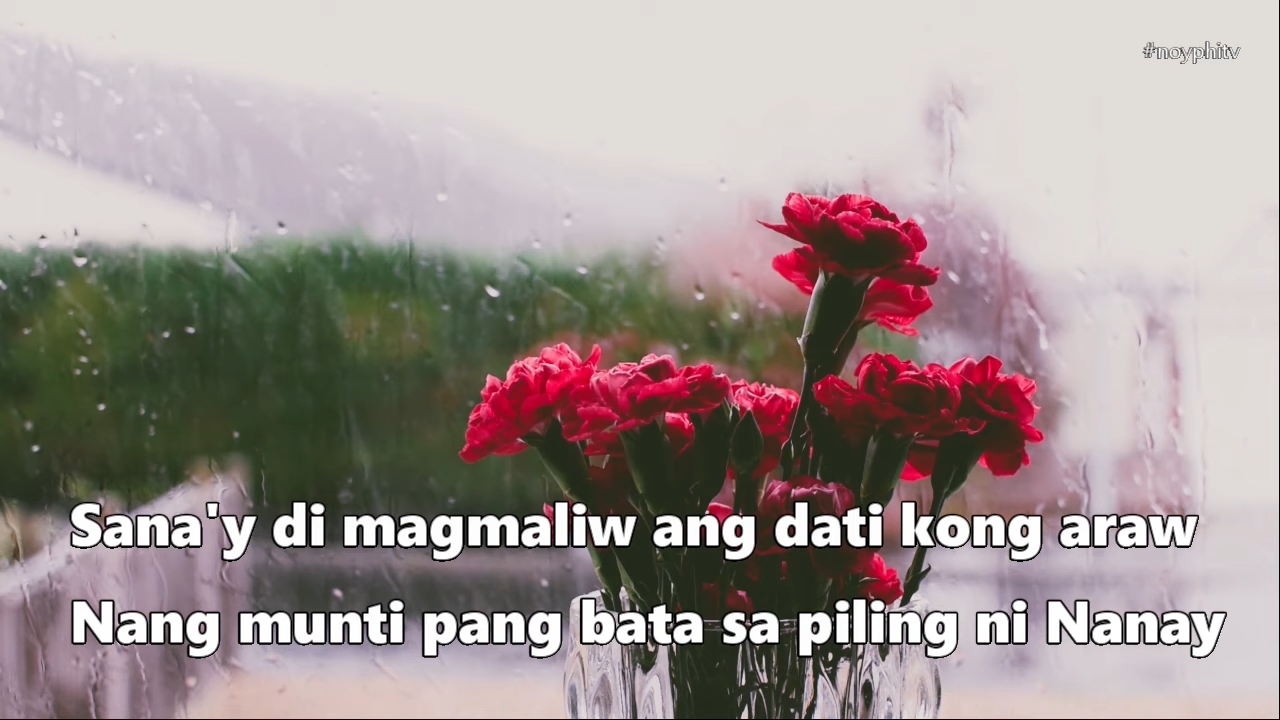 #noyphitv
Sana'y di magmaliw ang dati kong araw
Nang munti pang bata sa piling ni Nanay